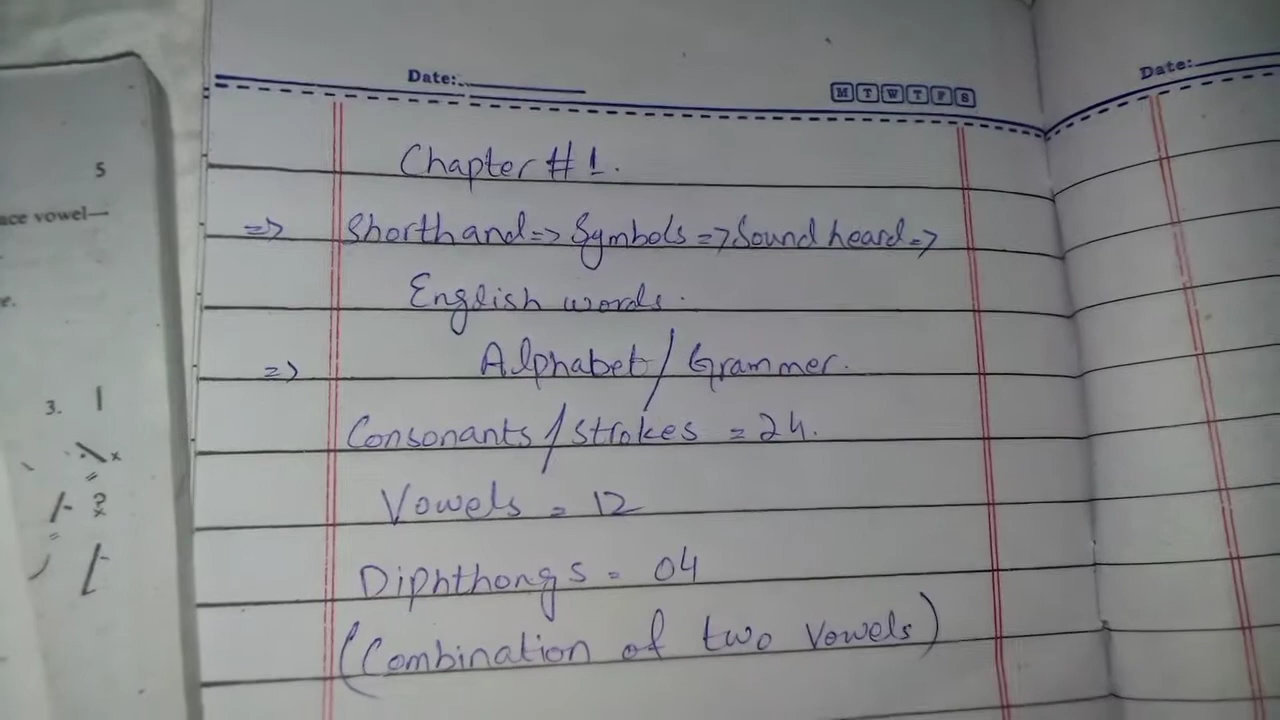 5
ace vowel—
e.
3.
Date:
M T W T F S
Date:
Chapter # 1.
=> Shorthand => Symbols => Sound heard =>
English words.
=> Alphabet / Grammer.
Consonants / Strokes = 24.
Vowels = 12
Diphthongs = 04
(Combination of two vowels)